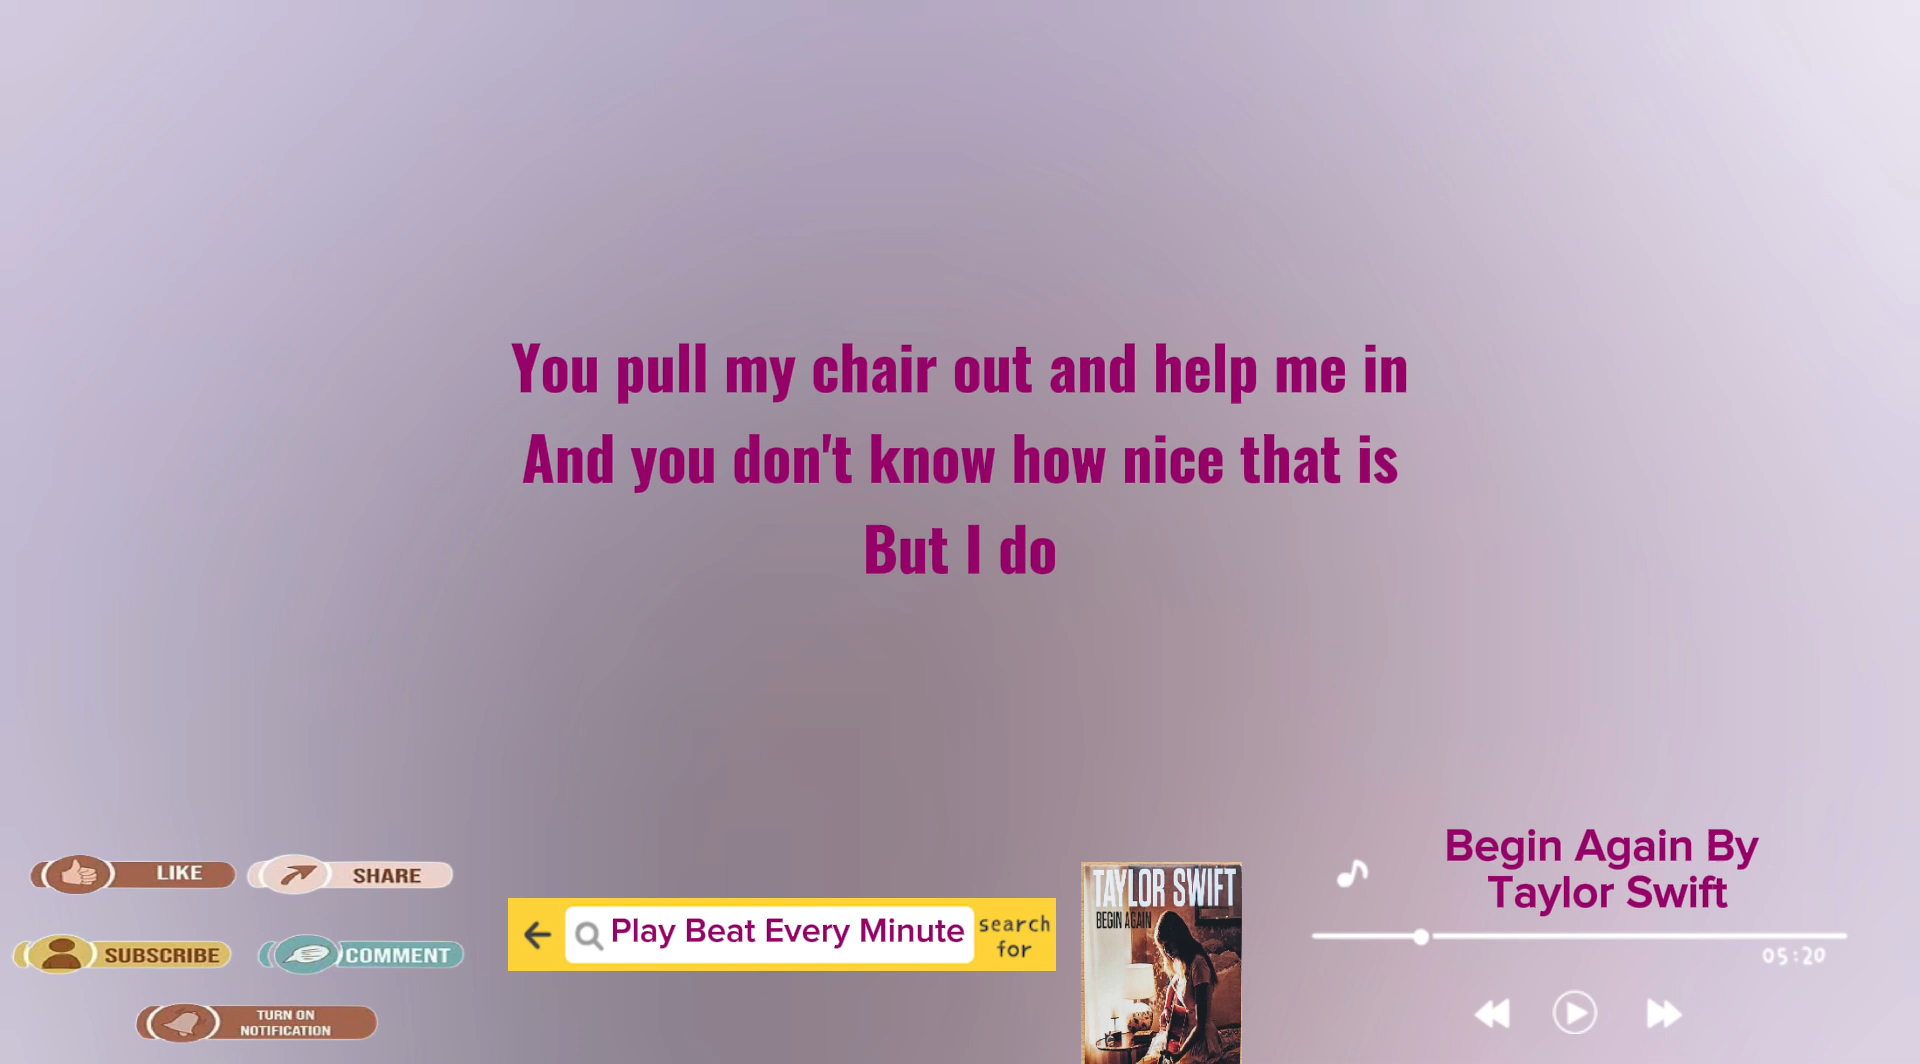 You pull my chair out and help me in
And you don't know how nice that is
But I do
LIKE
SHARE
SUBSCRIBE
COMMENT
TURN ON
NOTIFICATION
Play Beat Every Minute
search
for
TAYLOR SWIFT
BEGIN AGAIN
Begin Again By
Taylor Swift
05:20